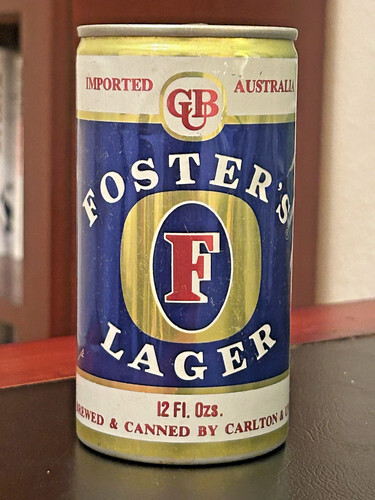 IMPORTED CUB AUSTRALIA
FOSTER'S
F
LAGER
12 Fl. Ozs.
BREWED & CANNED BY CARLTON &